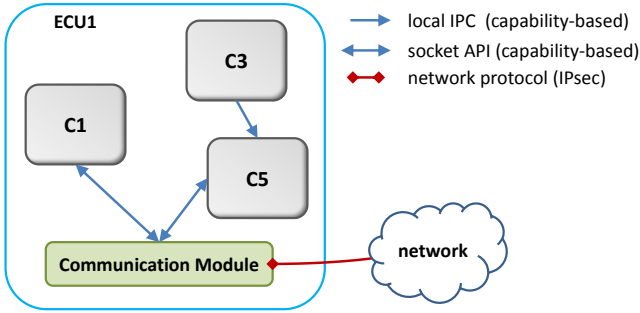 ECU1
local IPC (capability-based)
socket API (capability-based)
network protocol (IPsec)
C3
C1
C5
network
Communication Module